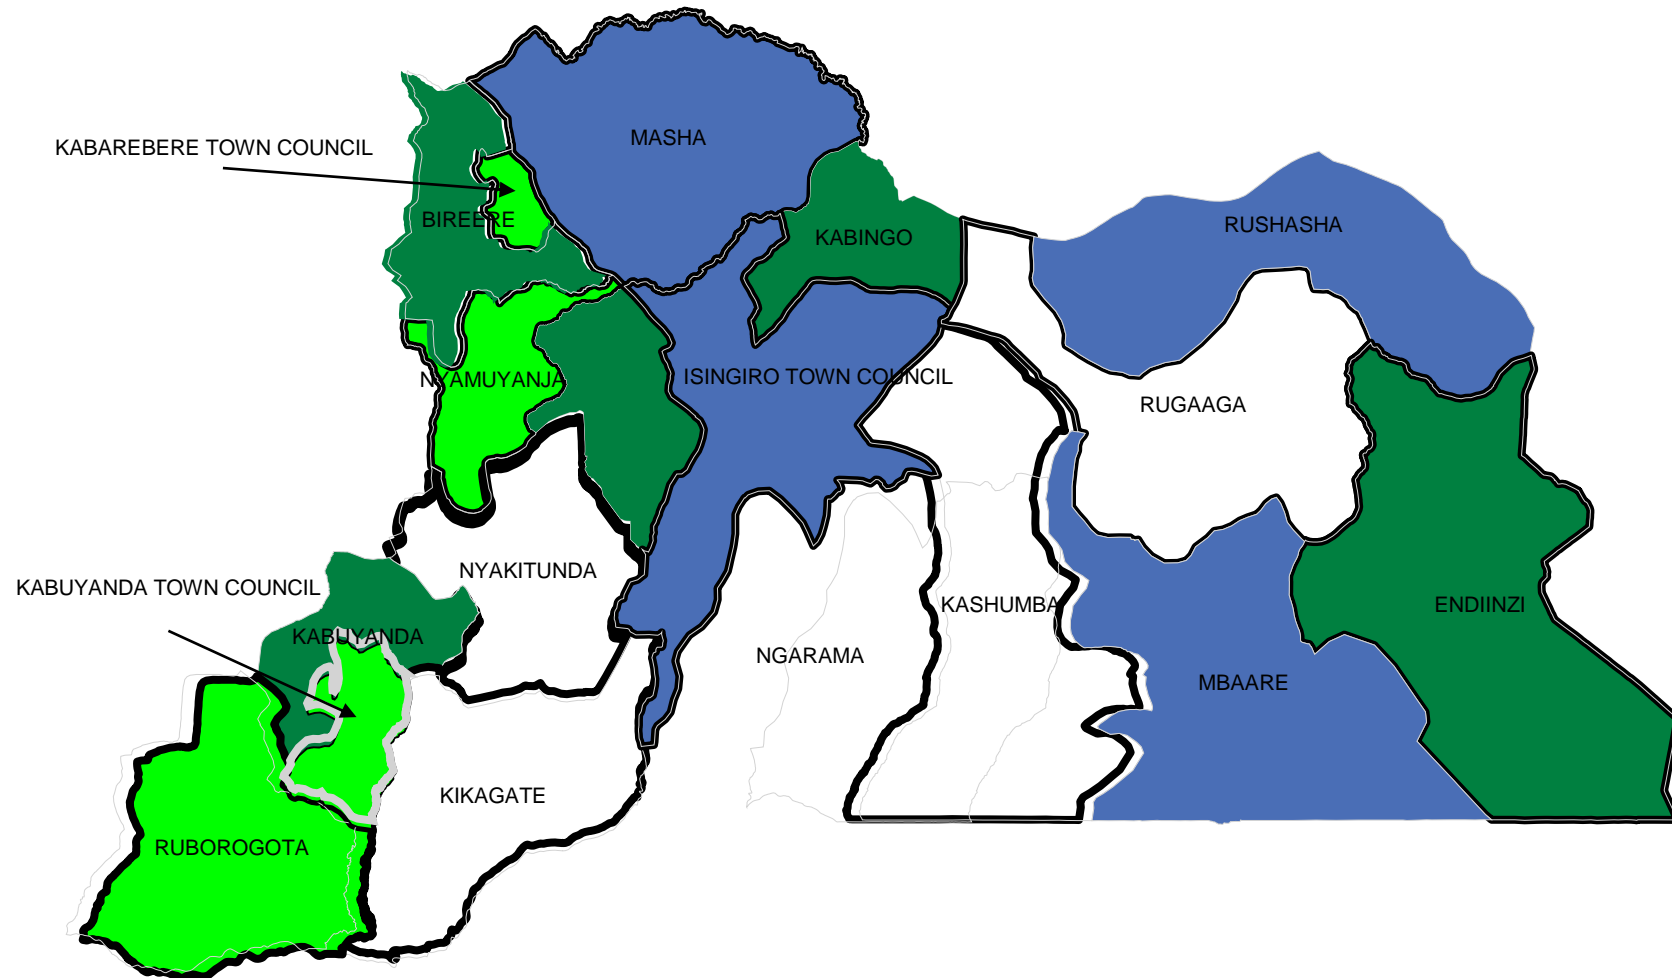 MASHA
KABAREBERE TOWN COUNCIL
BIREERE
RUSHASHA
KABINGO
NYAMUYANJA
ISINGIRO TOWN COUNCIL
RUGAAGA
NYAKITUNDA
KABUYANDA TOWN COUNCIL
KASHUMBA
ENDIINZI
KABUYANDA
NGARAMA
MBAARE
KIKAGATE
RUBOROGOTA